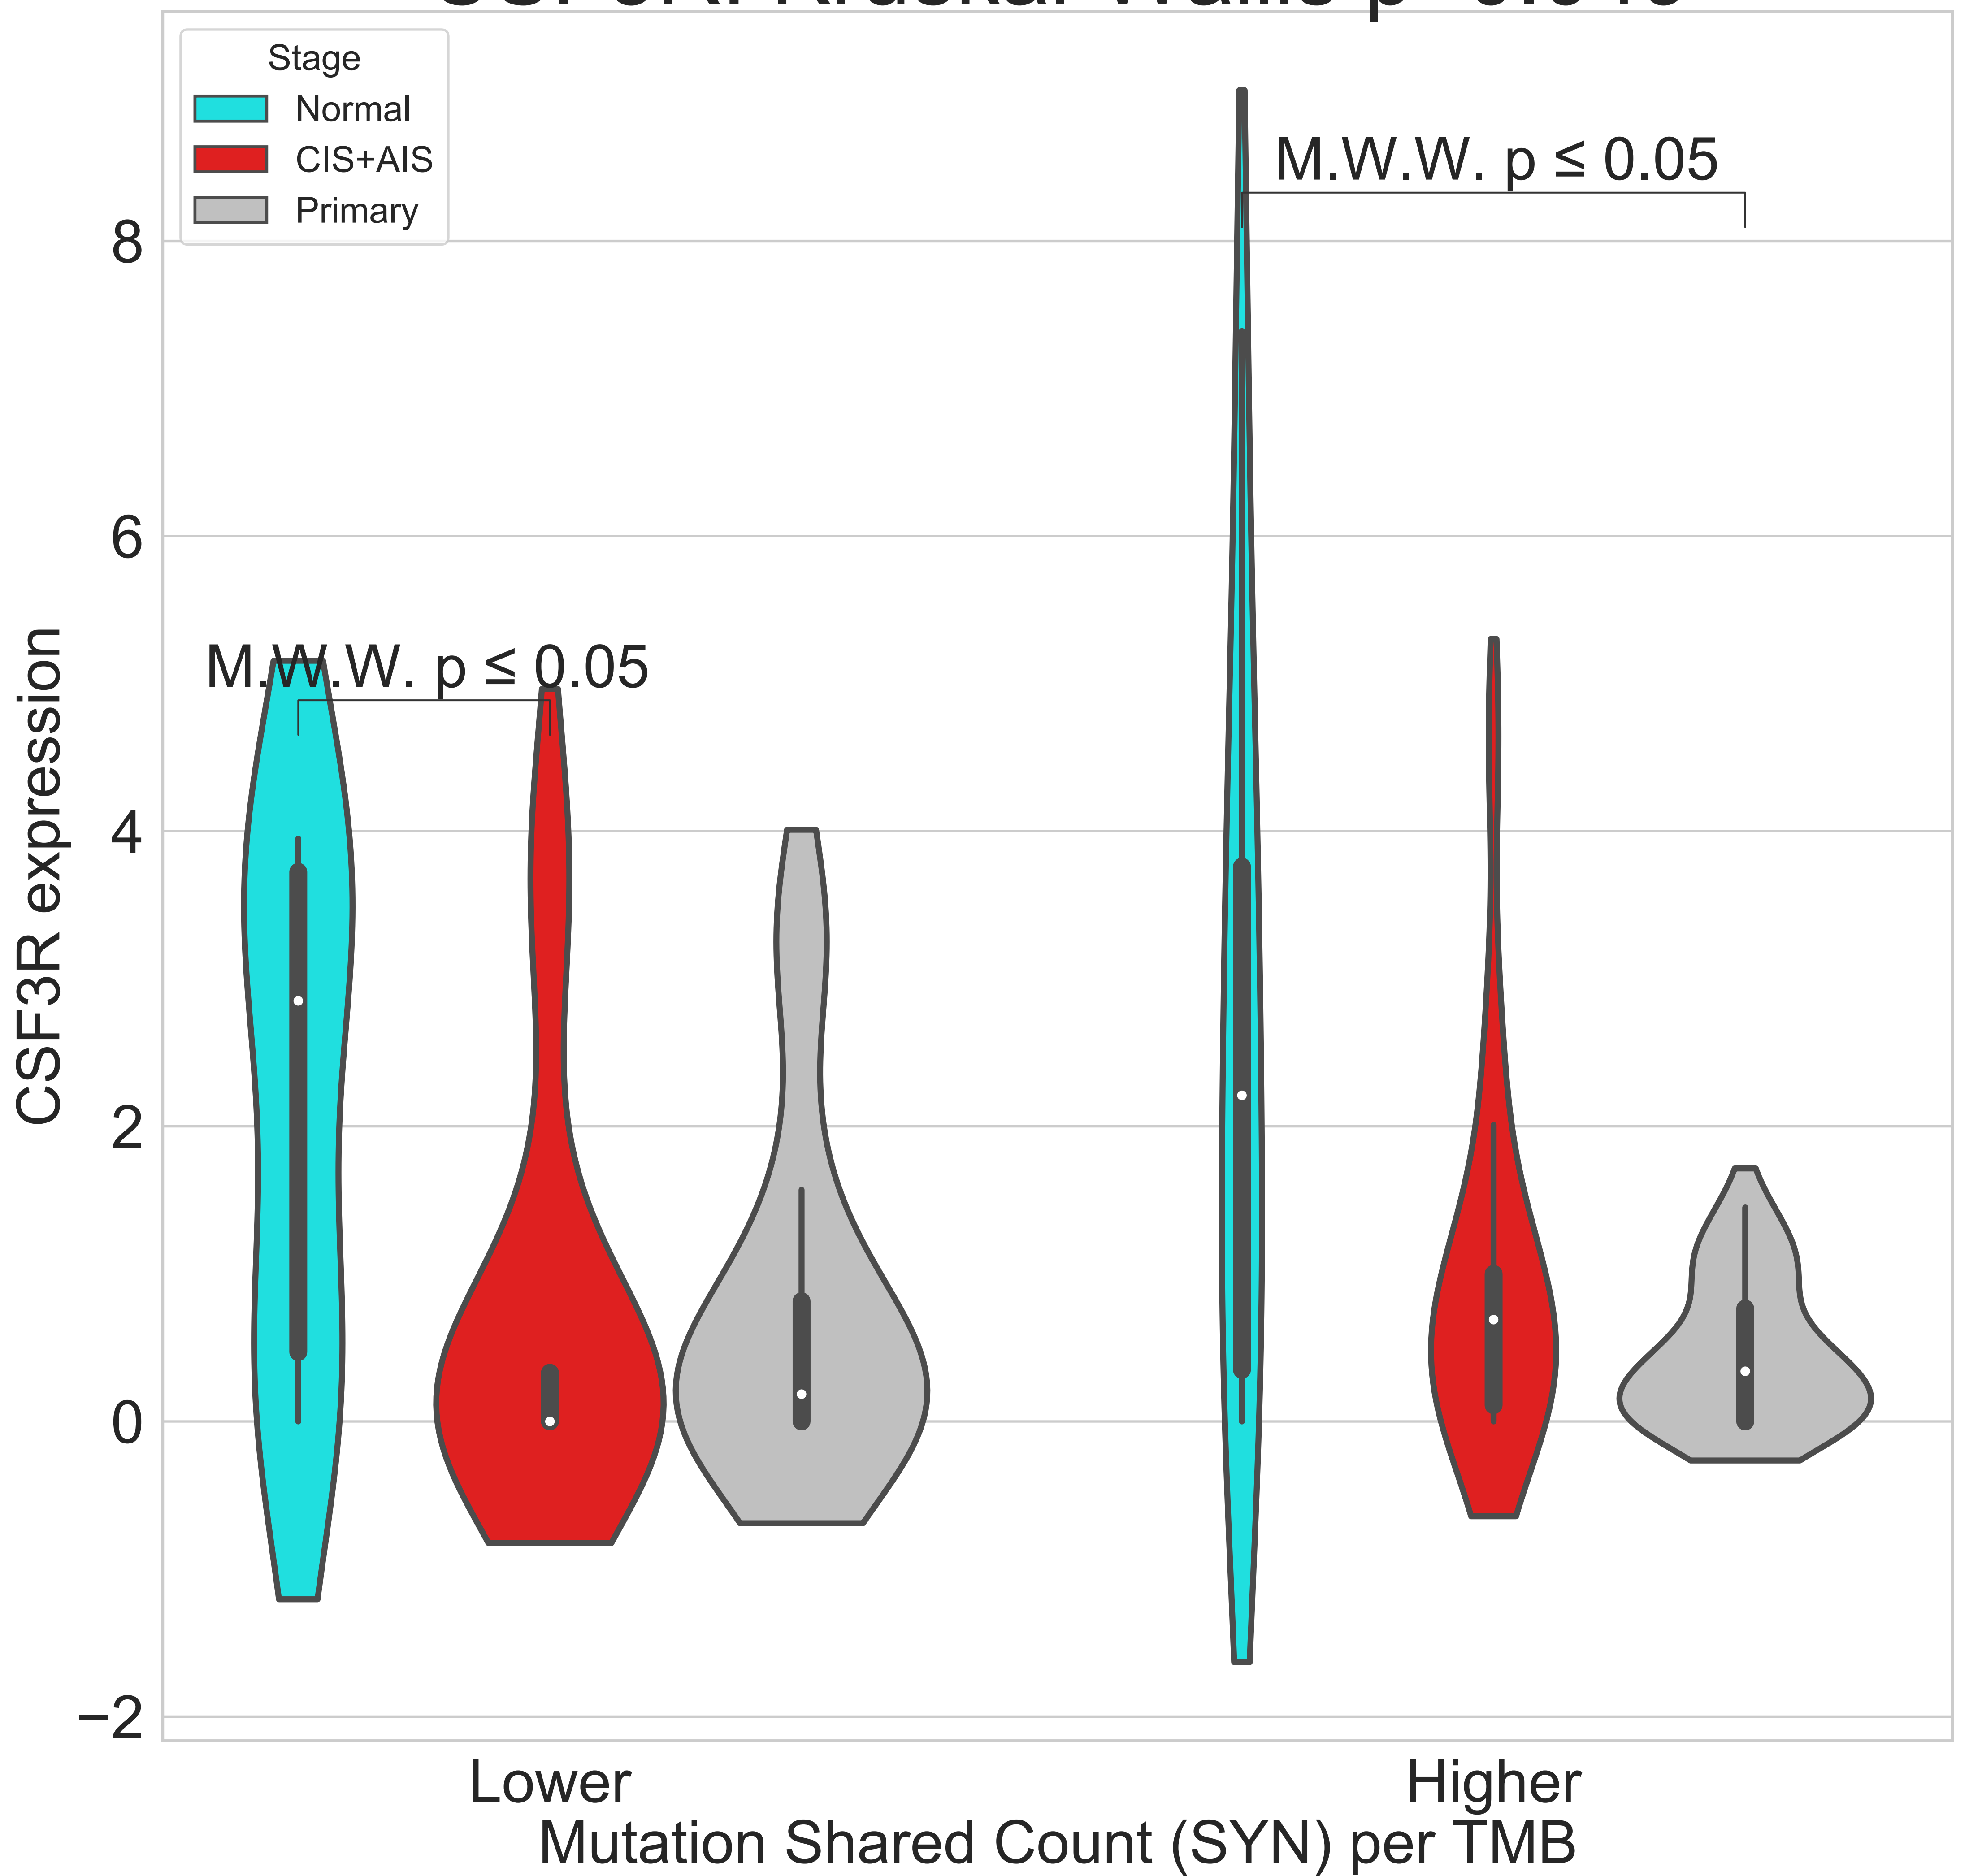 Stage
Normal
CIS+AIS
Primary
M.W.W. p ≤ 0.05
M.W.W. p ≤ 0.05
8
6
4
2
0
−2
CSF3R expression
Lower
Higher
Mutation Shared Count (SYN) per TMB